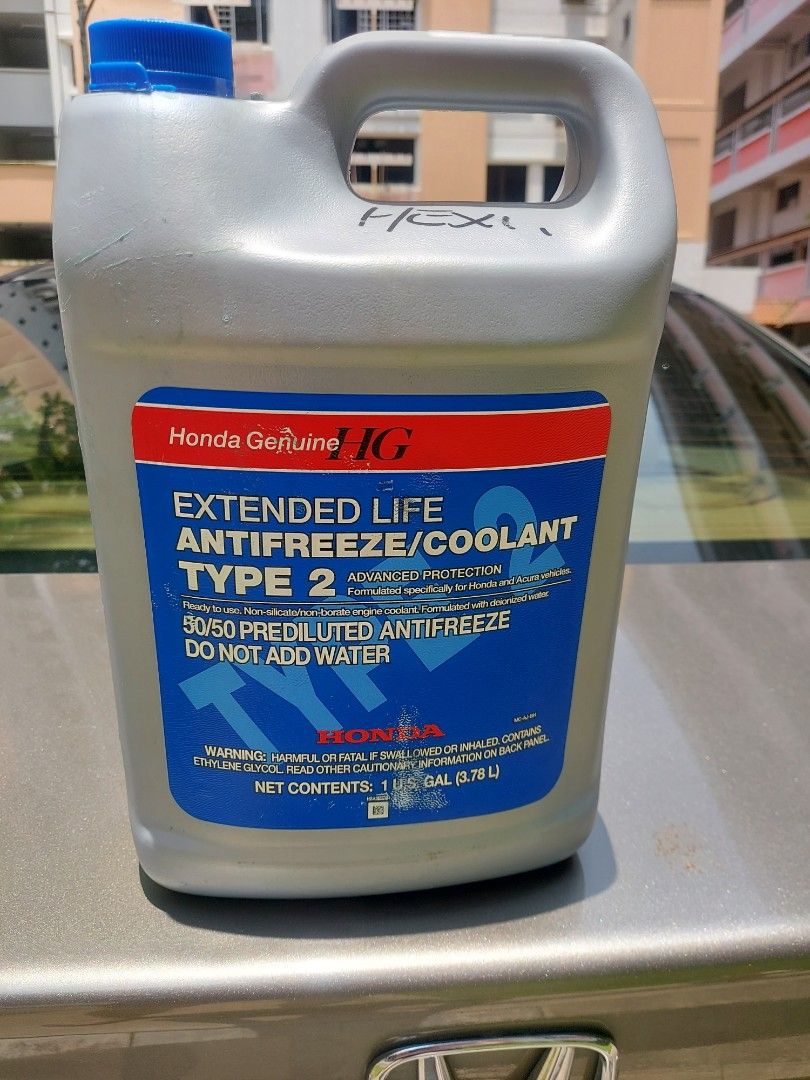 Honda Genuine HG
EXTENDED LIFE
ANTIFREEZE/COOLANT
TYPE 2
ADVANCED PROTECTION
Formulated specifically for Honda and Acura vehicles.
Ready to use. Non-silicate/non-borate engine coolant. Formulated with deionized water.
50/50 PREDILUTED ANTIFREEZE
DO NOT ADD WATER
TYPE 2
HONDA
WARNING: HARMFUL OR FATAL IF SWALLOWED OR INHALED. CONTAINS
ETHYLENE GLYCOL. READ OTHER CAUTIONARY INFORMATION ON BACK PANEL.
NET CONTENTS: 1 U.S. GAL (3.78 L)